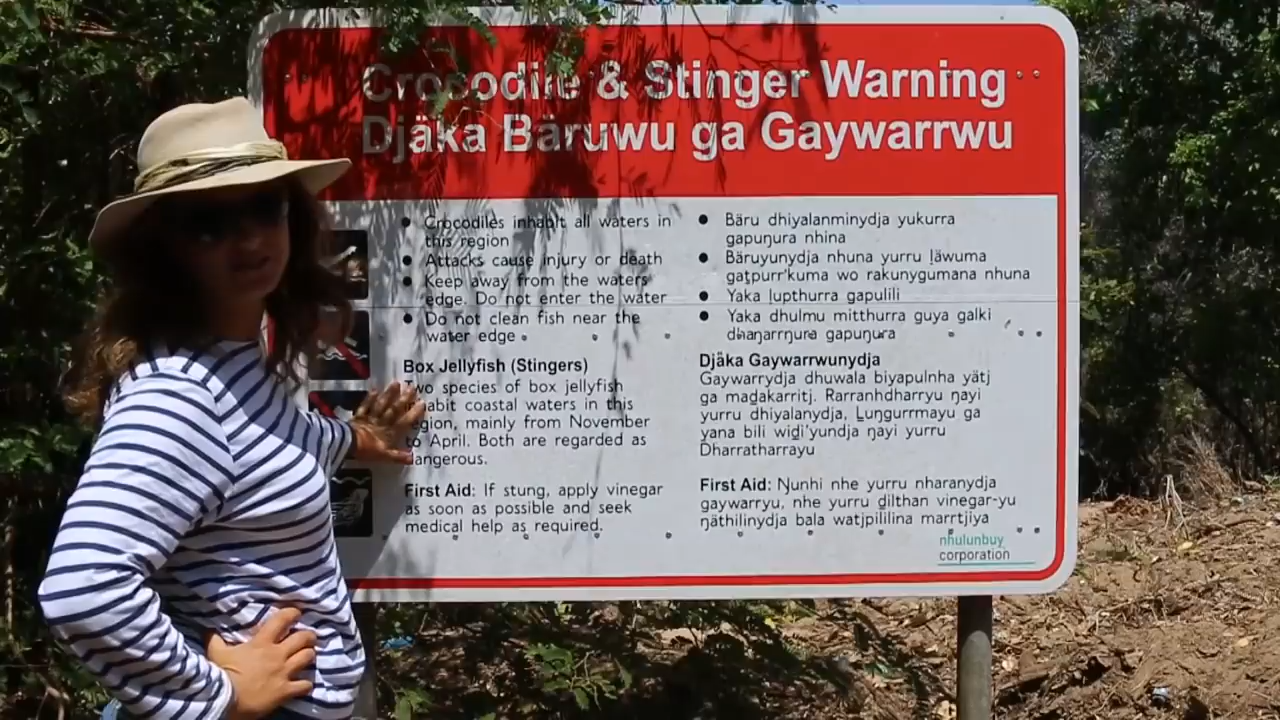 Crocodile & Stinger Warning
Djäka Bäruwu ga Gaywarrwu
● Crocodiles inhabit all waters in
this region
● Attacks cause injury or death
● Keep away from the waters
edge. Do not enter the water
● Do not clean fish near the
water edge
Box Jellyfish (Stingers)
Two species of box jellyfish
inhabit coastal waters in this
region, mainly from November
to April. Both are regarded as
dangerous.
First Aid: If stung, apply vinegar
as soon as possible and seek
medical help as required.
● Bäru dhiyalanminydja yukurra
gapuŋura nhina
● Bäruyunydja nhuna yurru ḻäwuma
gaṯpurr'kuma wo rakunygumana nhuna
● Yaka ḻupthurra gapulili
● Yaka dhulmu mitthurra guya galki
dhaŋarrŋura gapuŋura
Djäka Gaywarrwunydja
Gaywarrydja dhuwala biyapulnha yätj
ga maḏakarritj. Rarranhdharryu ŋayi
yurru dhiyalanydja, Ḻuŋgurrmayu ga
yana bili wiḏi'yundja ŋayi yurru
Dharratharrayu
First Aid: Ŋunhi nhe yurru nharanydja
gaywarryu, nhe yurru ḏilthan vinegar-yu
ŋäthilinydja bala watjpililina marrtjiya
nhulunbuy
corporation